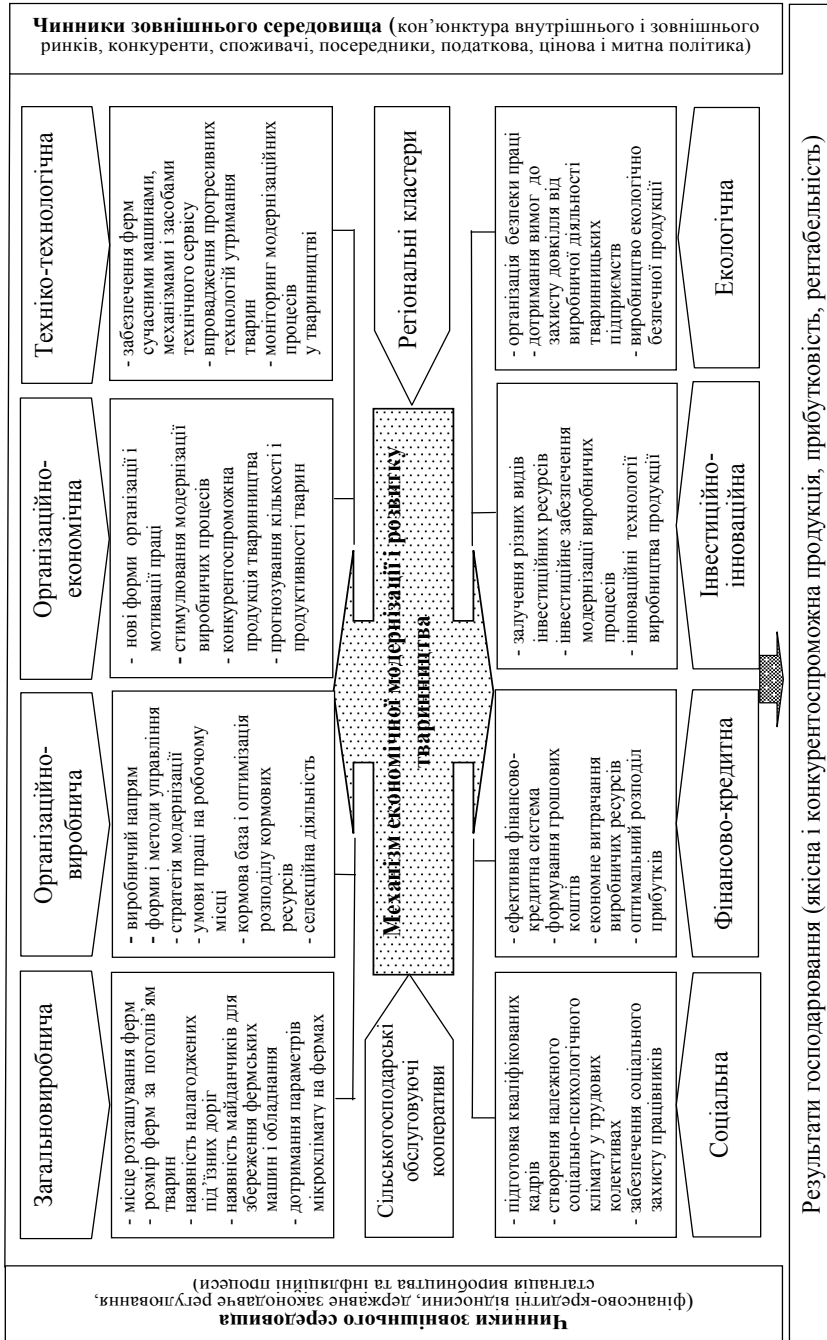 Чинники зовнішнього середовища
(фінансово-кредитні відносини, державне законодавче регулювання,
стагнація виробництва та інфляційні процеси)
Загальновиробнича
- місце розташування ферм
- розмір ферм за поголів’ям
тварин
- наявність налагоджених
під’їзних доріг
- наявність майданчиків для
збереження фермських
машин і обладнання
- дотримання параметрів
мікроклімату на фермах
Організаційно-
виробнича
- виробничий напрям
- форми і методи управління
- стратегія модернізації
- умови праці на робочому
місці
- кормова база і оптимізація
розподілу кормових
ресурсів
- селекційна діяльність
Організаційно-
економічна
- нові форми організації і
мотивації праці
- стимулювання модернізації
виробничих процесів
- конкурентоспроможна
продукція тваринництва
- прогнозування кількості і
продуктивності тварин
Техніко-технологічна
- забезпечення ферм
сучасними машинами,
механізмами і засобами
технічного сервісу
- впровадження прогресивних
технологій утримання
тварин
- моніторинг модернізаційних
процесів
у тваринництві
Сільськогосподарські
обслуговуючі
кооперативи
Механізм економічної модернізації і розвитку
тваринництва
Регіональні кластери
- підготовка кваліфікованих
кадрів
- створення належного
соціально-психологічного
клімату у трудових
колективах
- забезпечення соціального
захисту працівників
Соціальна
- ефективна фінансово-
кредитна система
- формування грошових
коштів
- економне витрачання
виробничих ресурсів
- оптимальний розподіл
прибутків
Фінансово-кредитна
- залучення різних видів
інвестиційних ресурсів
- інвестиційне забезпечення
модернізації виробничих
процесів
- інноваційні технології
виробництва продукції
Інвестиційно-
інноваційна
- організація безпеки праці
- дотримання вимог до
захисту довкілля від
виробничої діяльності
тваринницьких
підприємств
- виробництво екологічно
безпечної продукції
Екологічна
Чинники зовнішнього середовища (кон’юнктура внутрішнього і зовнішнього
ринків, конкуренти, споживачі, посередники, податкова, цінова і митна політика)
Результати господарювання (якісна і конкурентоспроможна продукція, прибутковість, рентабельність)